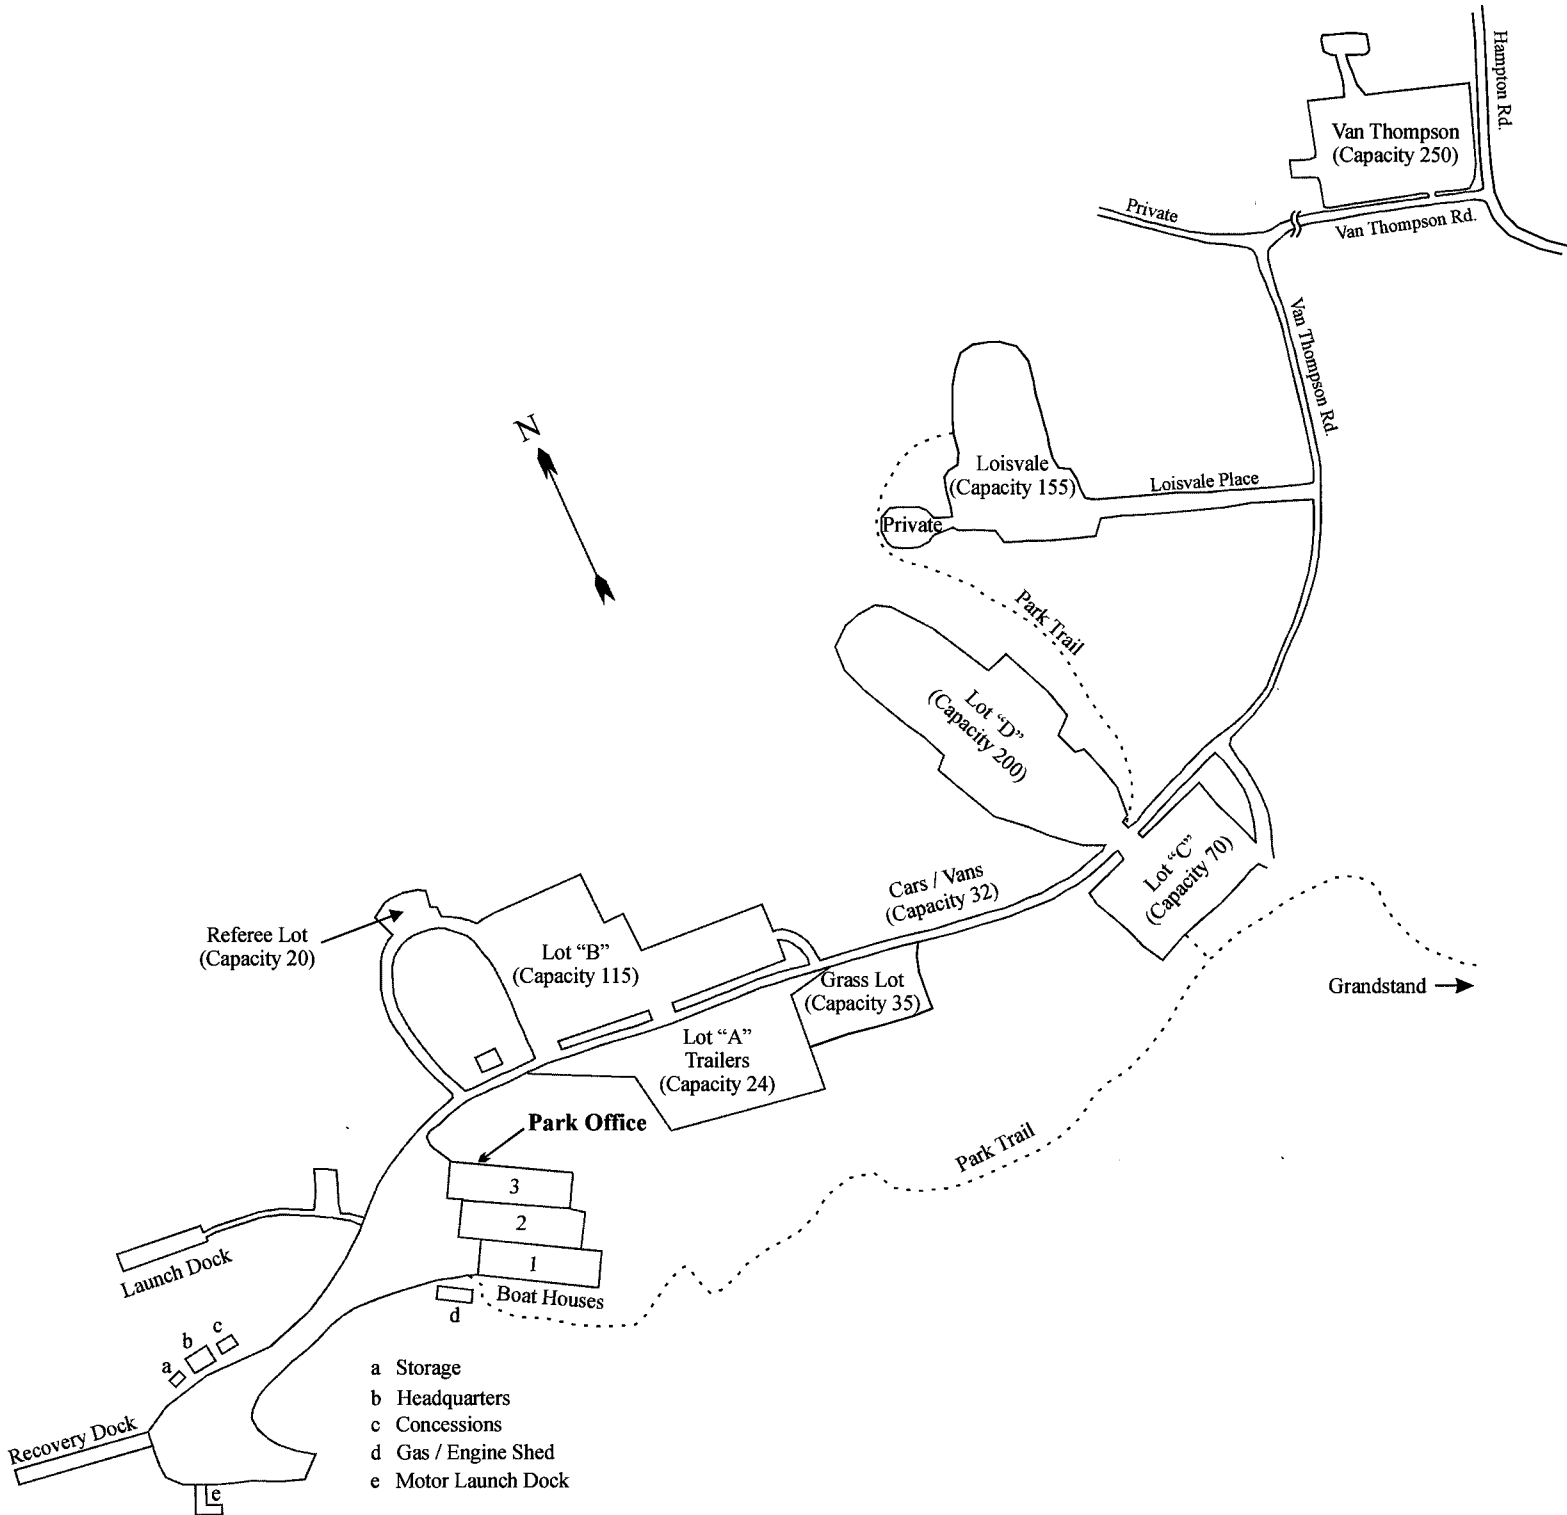 Hampton Rd.
Van Thompson
(Capacity 250)
Private
Van Thompson Rd.
Van Thompson Rd.
N
Loisvale
(Capacity 155)
Loisvale Place
Private
Park Trail
Lot “D”
(Capacity 200)
Lot “C”
(Capacity 70)
Cars / Vans
(Capacity 32)
Referee Lot
(Capacity 20)
Lot “B”
(Capacity 115)
Grass Lot
(Capacity 35)
Grandstand
Lot “A”
Trailers
(Capacity 24)
Park Office
Park Trail
3
2
1
Boat Houses
Launch Dock
d
c
b
a
Recovery Dock
e
a Storage
b Headquarters
c Concessions
d Gas / Engine Shed
e Motor Launch Dock